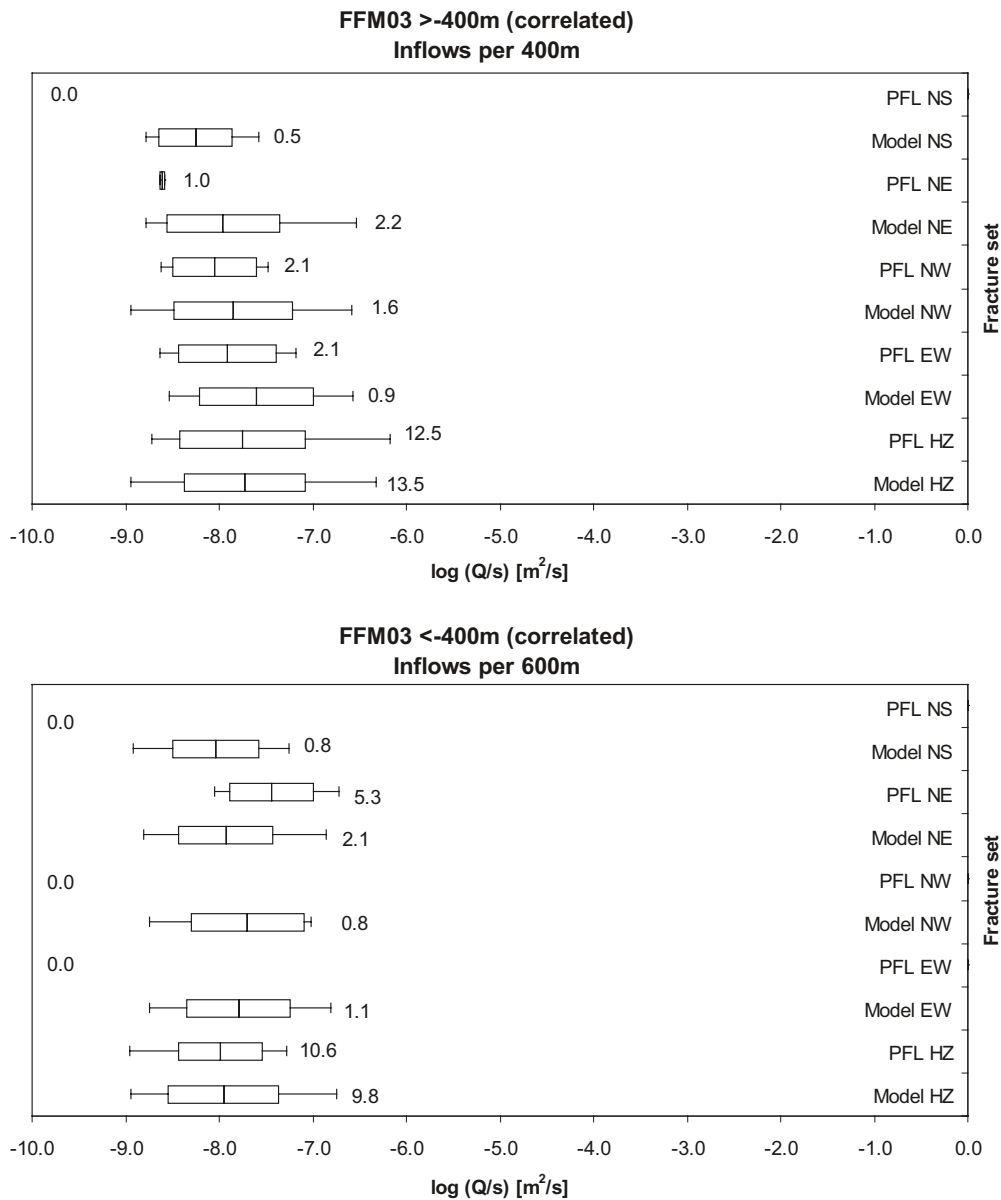 FFM03 >-400m (correlated)
Inflows per 400m
0.0 PFL NS
0.5 Model NS
1.0 PFL NE
2.2 Model NE
2.1 PFL NW
1.6 Model NW
2.1 PFL EW
0.9 Model EW
12.5 PFL HZ
13.5 Model HZ
Fracture set
-10.0 -9.0 -8.0 -7.0 -6.0 -5.0 -4.0 -3.0 -2.0 -1.0 0.0
log (Q/s) [m²/s]
FFM03 <-400m (correlated)
Inflows per 600m
0.0 PFL NS
0.8 Model NS
5.3 PFL NE
2.1 Model NE
0.0 PFL NW
0.8 Model NW
0.0 PFL EW
1.1 Model EW
10.6 PFL HZ
9.8 Model HZ
Fracture set
-10.0 -9.0 -8.0 -7.0 -6.0 -5.0 -4.0 -3.0 -2.0 -1.0 0.0
log (Q/s) [m²/s]